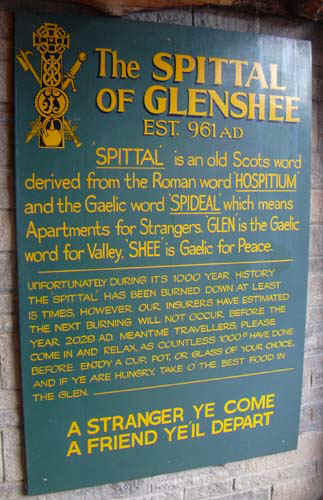 The SPITTAL
OF GLENSHEE
EST. 961 AD
'SPITTAL' is an old Scots word
derived from the Roman word 'HOSPITIUM'
and the Gaelic word 'SPIDEAL' which means
Apartments for Strangers. 'GLEN' is the Gaelic
word for Valley. 'SHEE' is Gaelic for Peace.
UNFORTUNATELY DURING IT'S 1000 YEAR HISTORY
THE SPITTAL' HAS BEEN BURNED DOWN AT LEAST
15 TIMES, HOWEVER OUR INSURERS HAVE ESTIMATED
THE NEXT BURNING WILL NOT OCCUR BEFORE THE
YEAR 2029 AD. MEANTIME TRAVELLERS, PLEASE
COME IN AND RELAX, AS COUNTLESS 1000'S HAVE DONE
BEFORE. ENJOY A CUP, POT, OR GLASS OF YOUR CHOICE,
AND IF YE ARE HUNGRY, TAKE O' THE BEST FOOD IN
THE GLEN.
A STRANGER YE COME
A FRIEND YE'IL DEPART